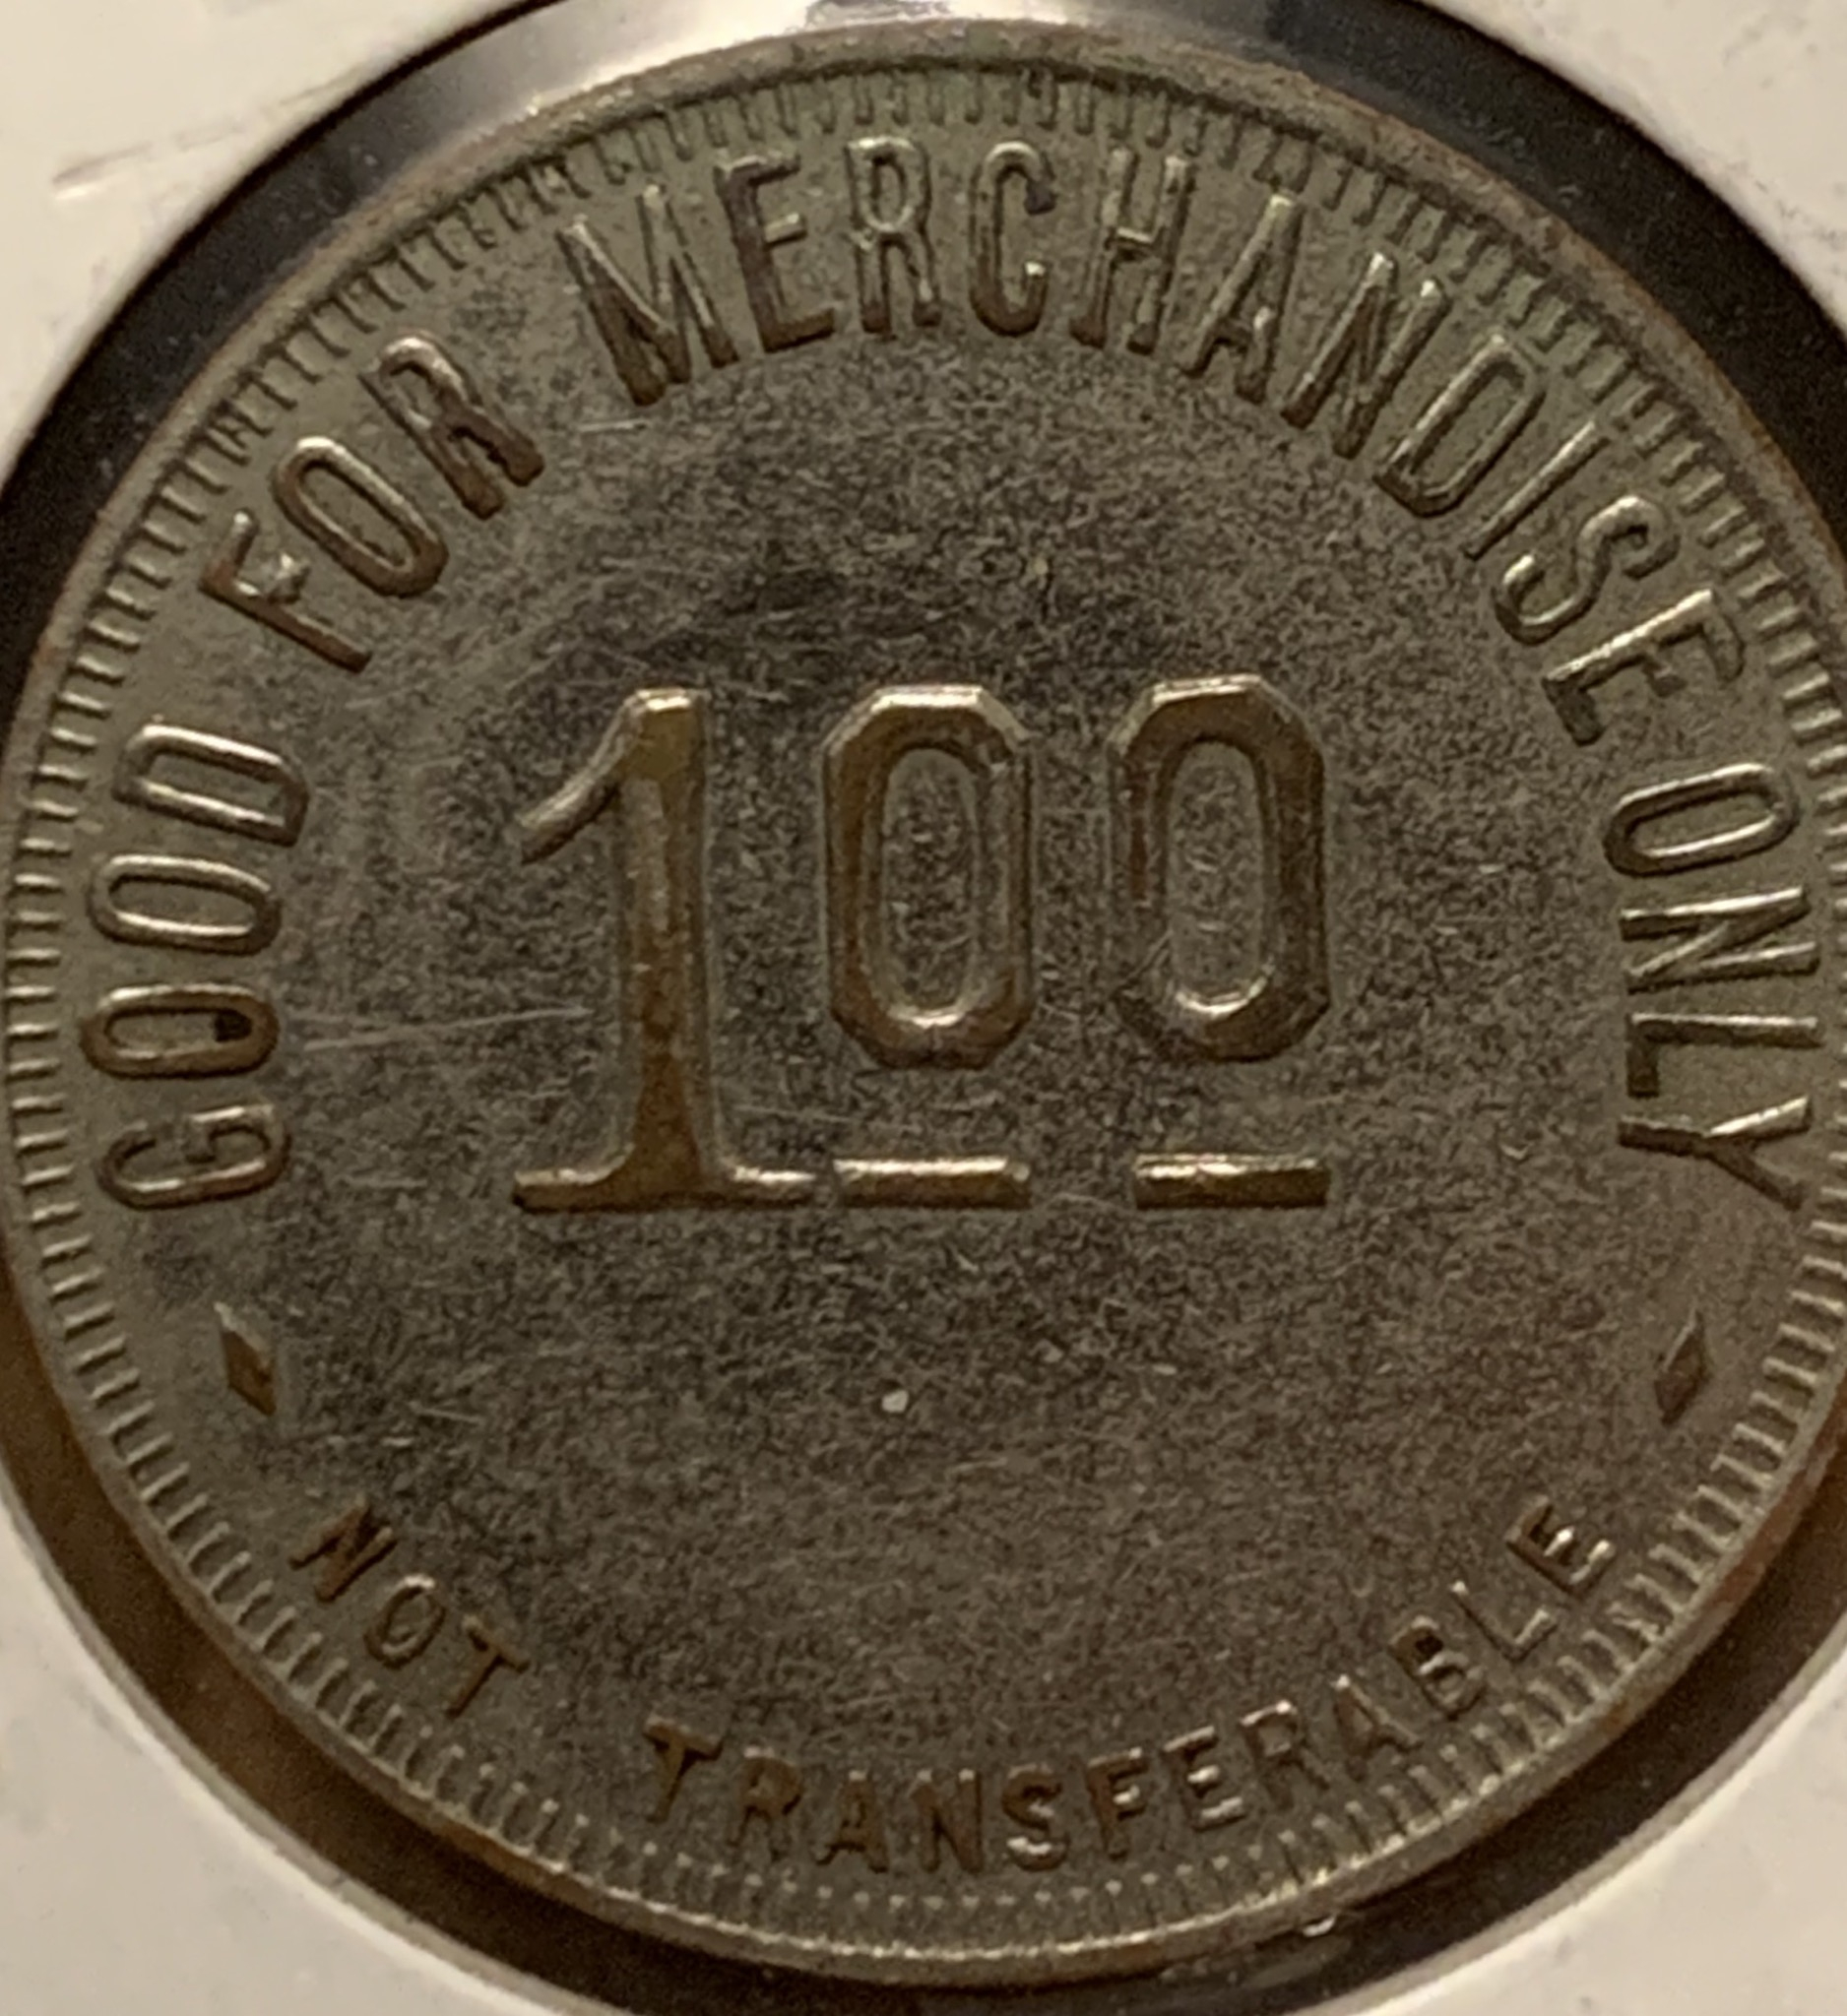 GOOD FOR MERCHANDISE ONLY
100
NOT TRANSFERABLE